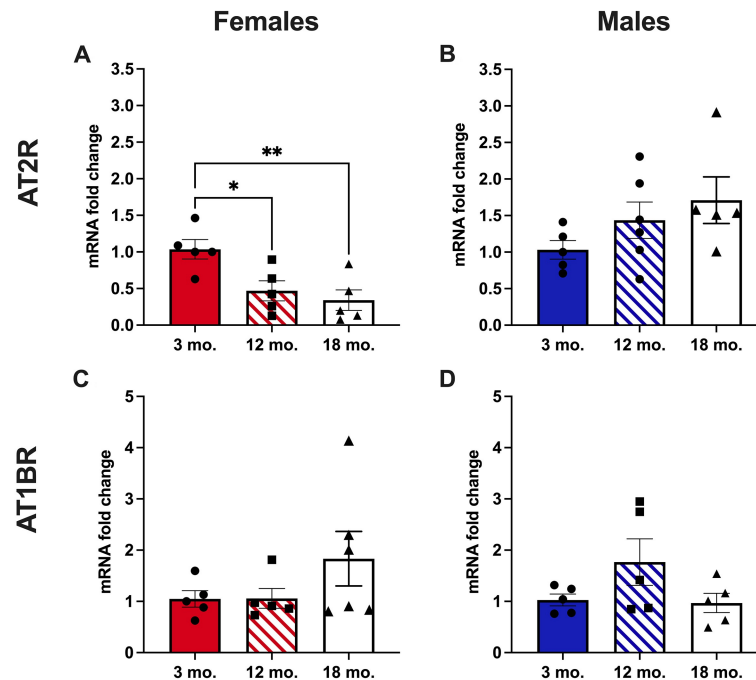 Females
Males
A
B
AT2R
mRNA fold change
3.5
3.0
2.5
2.0
1.5
1.0
0.5
0.0
**
*
3 mo.
12 mo.
18 mo.
mRNA fold change
3.5
3.0
2.5
2.0
1.5
1.0
0.5
0.0
3 mo.
12 mo.
18 mo.
C
D
AT1BR
mRNA fold change
5
4
3
2
1
0
3 mo.
12 mo.
18 mo.
mRNA fold change
5
4
3
2
1
0
3 mo.
12 mo.
18 mo.